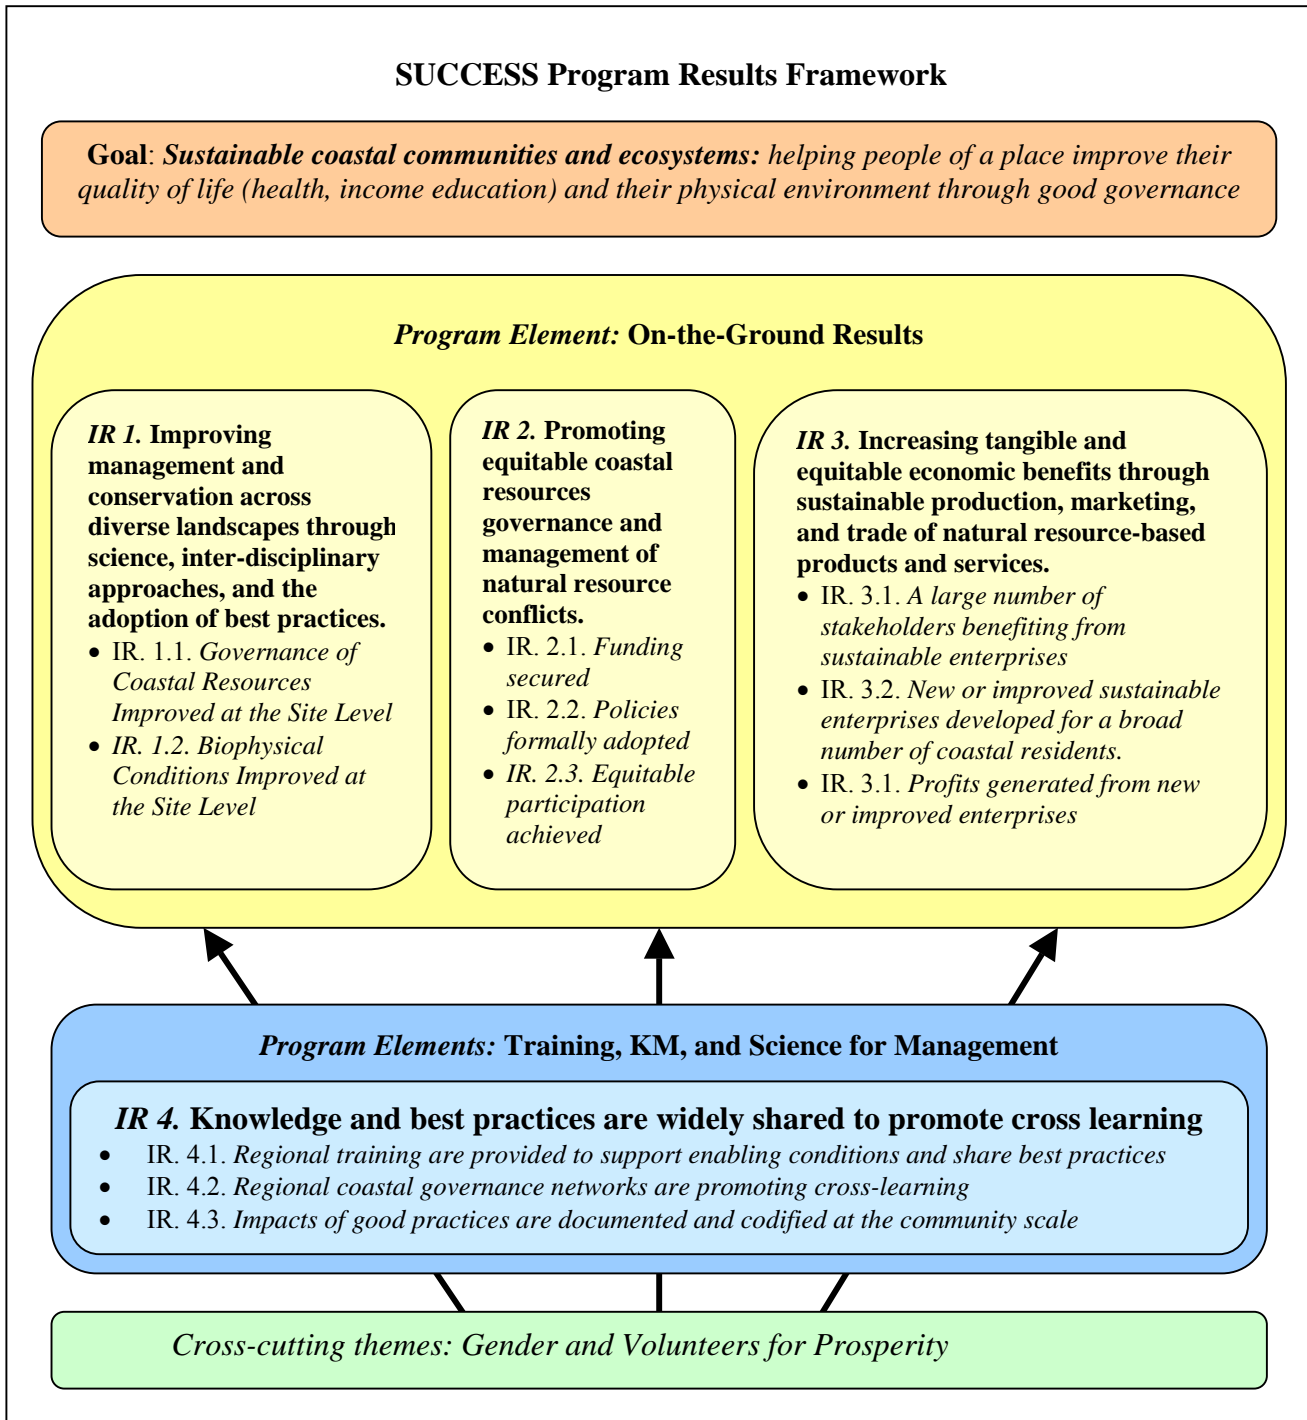 SUCCESS Program Results Framework
Goal: Sustainable coastal communities and ecosystems: helping people of a place improve their
quality of life (health, income education) and their physical environment through good governance
Program Element: On-the-Ground Results
IR 1. Improving
management and
conservation across
diverse landscapes through
science, inter-disciplinary
approaches, and the
adoption of best practices.
• IR. 1.1. Governance of
Coastal Resources
Improved at the Site Level
• IR. 1.2. Biophysical
Conditions Improved at
the Site Level
IR 2. Promoting
equitable coastal
resources
governance and
management of
natural resource
conflicts.
• IR. 2.1. Funding
secured
• IR. 2.2. Policies
formally adopted
• IR. 2.3. Equitable
participation
achieved
IR 3. Increasing tangible and
equitable economic benefits through
sustainable production, marketing,
and trade of natural resource-based
products and services.
• IR. 3.1. A large number of
stakeholders benefiting from
sustainable enterprises
• IR. 3.2. New or improved sustainable
enterprises developed for a broad
number of coastal residents.
• IR. 3.1. Profits generated from new
or improved enterprises
Program Elements: Training, KM, and Science for Management
IR 4. Knowledge and best practices are widely shared to promote cross learning
• IR. 4.1. Regional training are provided to support enabling conditions and share best practices
• IR. 4.2. Regional coastal governance networks are promoting cross-learning
• IR. 4.3. Impacts of good practices are documented and codified at the community scale
Cross-cutting themes: Gender and Volunteers for Prosperity